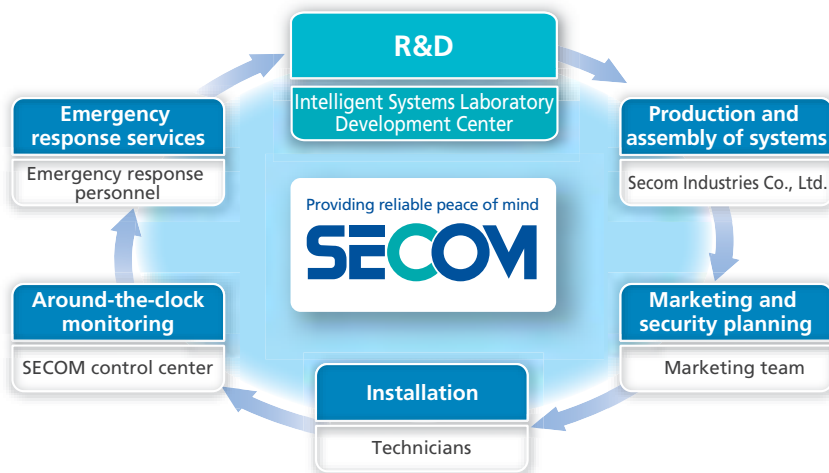 R&D
Intelligent Systems Laboratory
Development Center
Emergency
response services
Emergency response
personnel
Production and
assembly of systems
Secom Industries Co., Ltd.
Providing reliable peace of mind
SECOM
Around-the-clock
monitoring
SECOM control center
Marketing and
security planning
Marketing team
Installation
Technicians